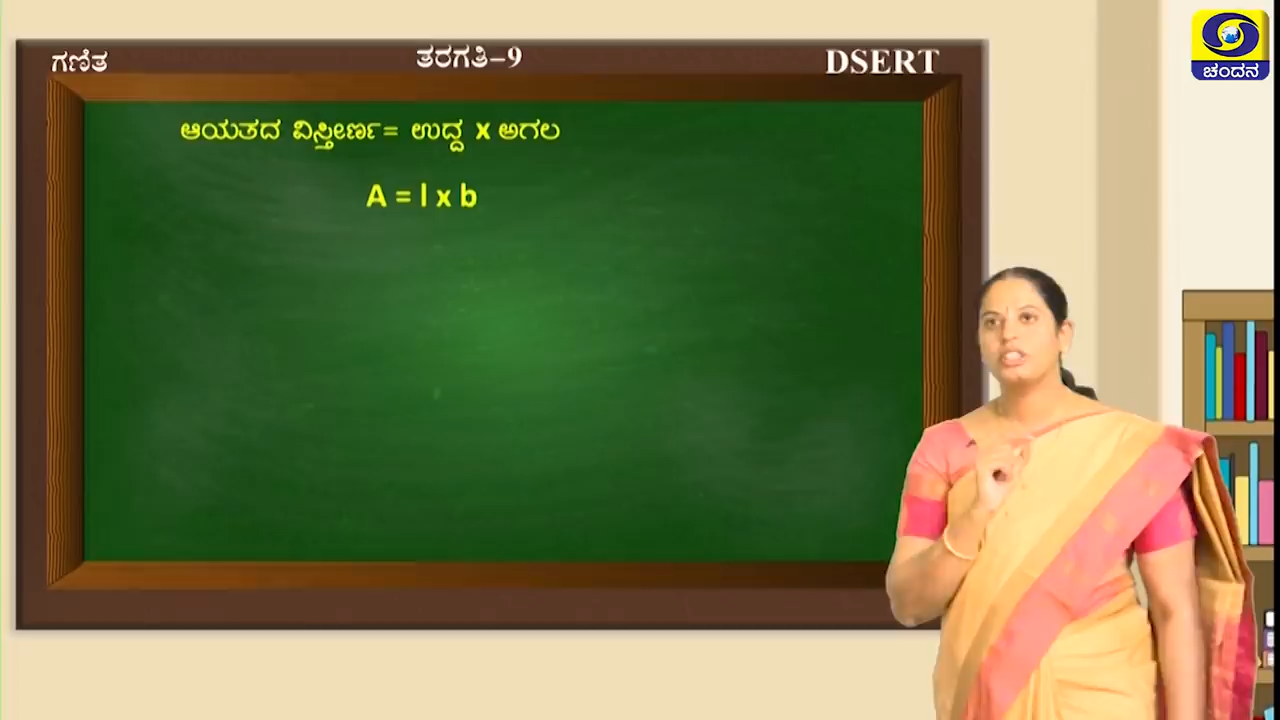 ಗಣಿತ ತರಗತಿ-9 DSERT
ಚಂದನ
ಆಯತದ ವಿಸ್ತೀರ್ಣ= ಉದ್ದ x ಅಗಲ
A = l x b